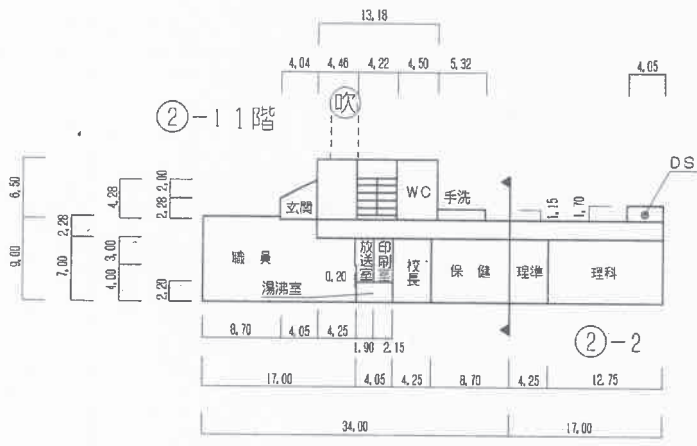 13.18
4.04 4.46 4.22 4.50 5.32 4.05
吹
②-1 1階
DS
6.50 4.28 2.00
2.28
玄関 WC 手洗 1.15 1.70
9.00 2.28 7.00 3.00 4.00 2.20
職員 放送室 印刷室 校長 保健 理準 理科
0.20
湯沸室
8.70 4.05 4.25
1.90 2.15
②-2
17.00 4.05 4.25 8.70 4.25 12.75
34.00 17.00